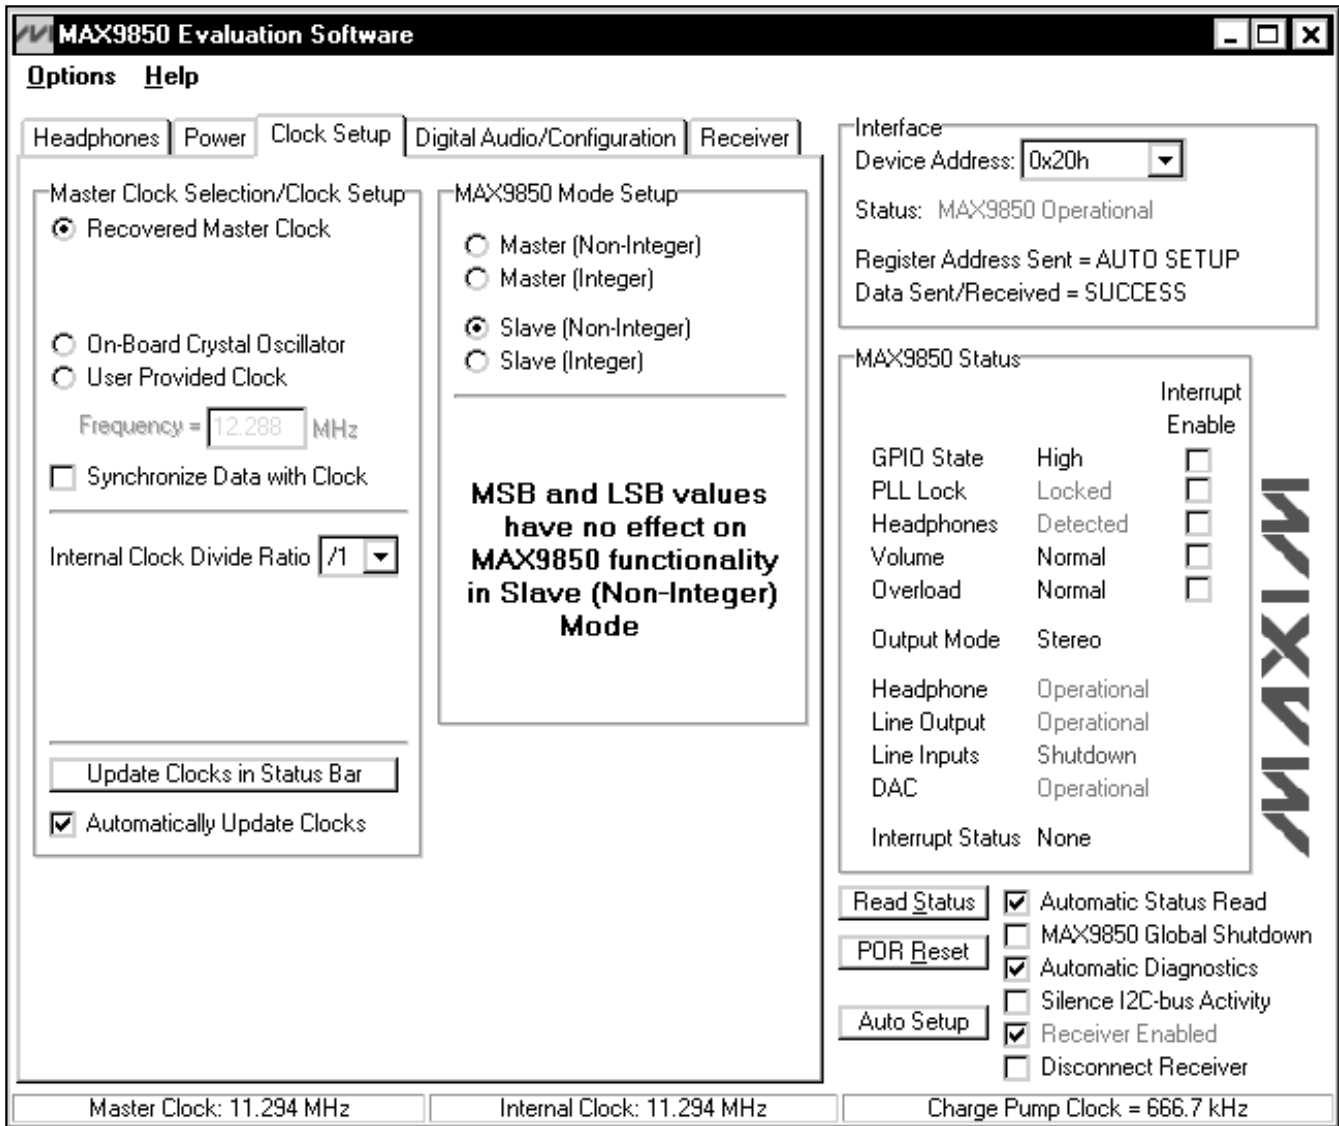 MAX9850 Evaluation Software
Options Help
Headphones Power Clock Setup Digital Audio/Configuration Receiver
Master Clock Selection/Clock Setup
Recovered Master Clock
On-Board Crystal Oscillator
User Provided Clock
Frequency = 12.288 MHz
Synchronize Data with Clock
Internal Clock Divide Ratio /1
Update Clocks in Status Bar
Automatically Update Clocks
MAX9850 Mode Setup
Master (Non-Integer)
Master (Integer)
Slave (Non-Integer)
Slave (Integer)
MSB and LSB values
have no effect on
MAX9850 functionality
in Slave (Non-Integer)
Mode
Interface
Device Address: 0x20h
Status: MAX9850 Operational
Register Address Sent = AUTO SETUP
Data Sent/Received = SUCCESS
MAX9850 Status
Interrupt
Enable
GPIO State High
PLL Lock Locked
Headphones Detected
Volume Normal
Overload Normal
Output Mode Stereo
Headphone Operational
Line Output Operational
Line Inputs Shutdown
DAC Operational
Interrupt Status None
MAXIM
Read Status Automatic Status Read
MAX9850 Global Shutdown
POR Reset
Automatic Diagnostics
Silence I2C-bus Activity
Auto Setup
Receiver Enabled
Disconnect Receiver
Master Clock: 11.294 MHz Internal Clock: 11.294 MHz Charge Pump Clock = 666.7 kHz